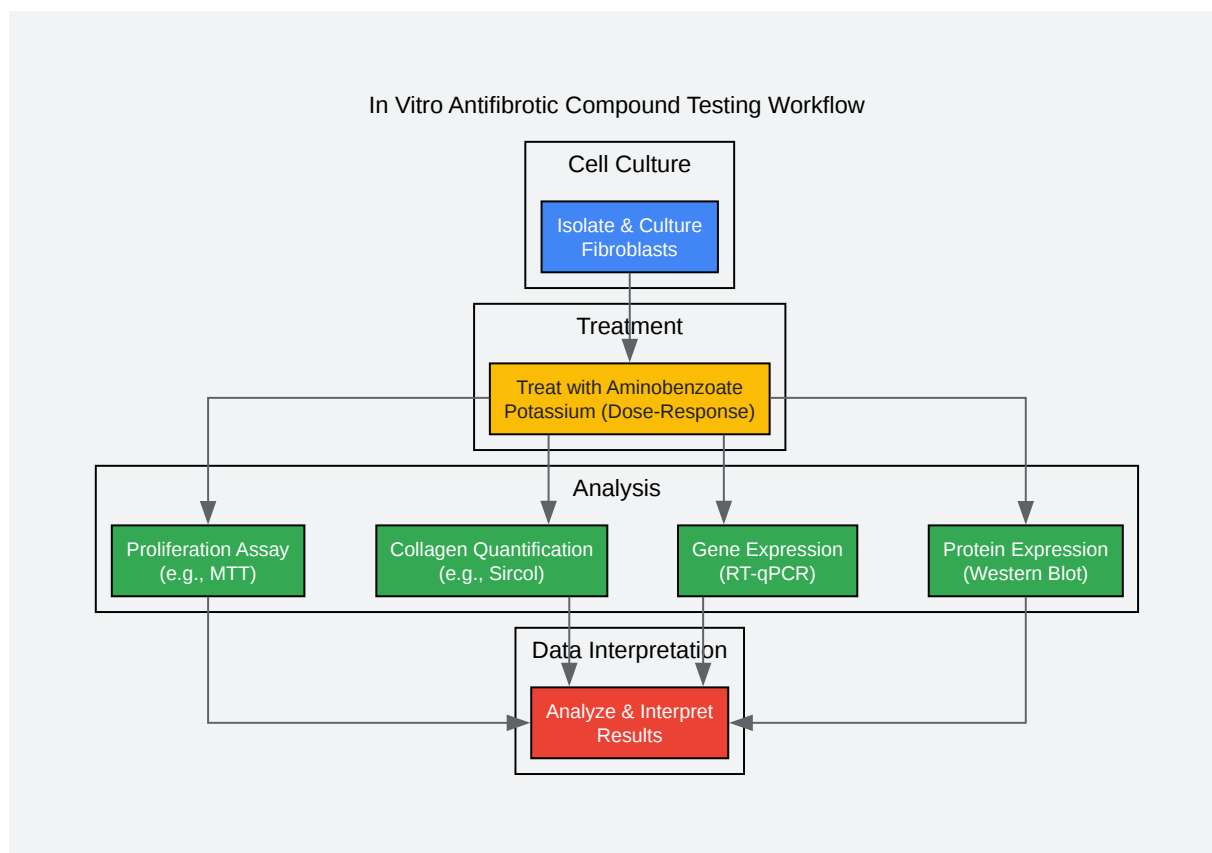 In Vitro Antifibrotic Compound Testing Workflow
Cell Culture
Isolate & Culture
Fibroblasts
Treatment
Treat with Aminobenzoate
Potassium (Dose-Response)
Analysis
Proliferation Assay
(e.g., MTT)
Collagen Quantification
(e.g., Sircol)
Gene Expression
(RT-qPCR)
Protein Expression
(Western Blot)
Data Interpretation
Analyze & Interpret
Results